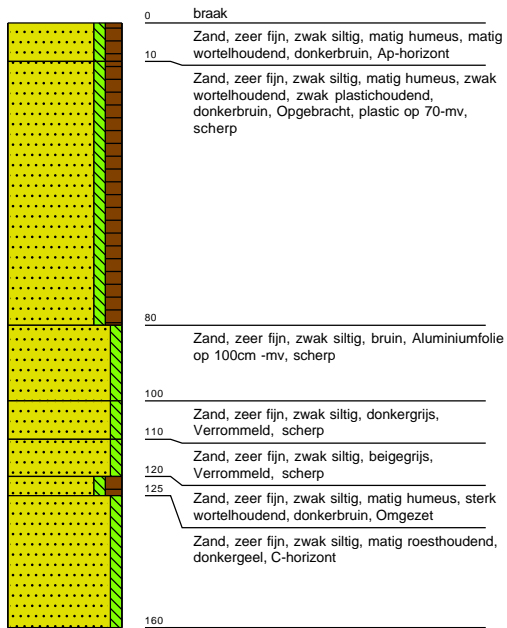 0 braak
Zand, zeer fijn, zwak siltig, matig humeus, matig
wortelhoudend, donkerbruin, Ap-horizont
10
Zand, zeer fijn, zwak siltig, matig humeus, zwak
wortelhoudend, zwak plastichoudend,
donkerbruin, Opgebracht, plastic op 70-mv,
scherp
80
Zand, zeer fijn, zwak siltig, bruin, Aluminiumfolie
op 100cm -mv, scherp
100
Zand, zeer fijn, zwak siltig, donkergrijs,
Verrommeld, scherp
110
Zand, zeer fijn, zwak siltig, beigegrijs,
Verrommeld, scherp
120
Zand, zeer fijn, zwak siltig, matig humeus, sterk
wortelhoudend, donkerbruin, Omgezet
125
Zand, zeer fijn, zwak siltig, matig roesthoudend,
donkergeel, C-horizont
160